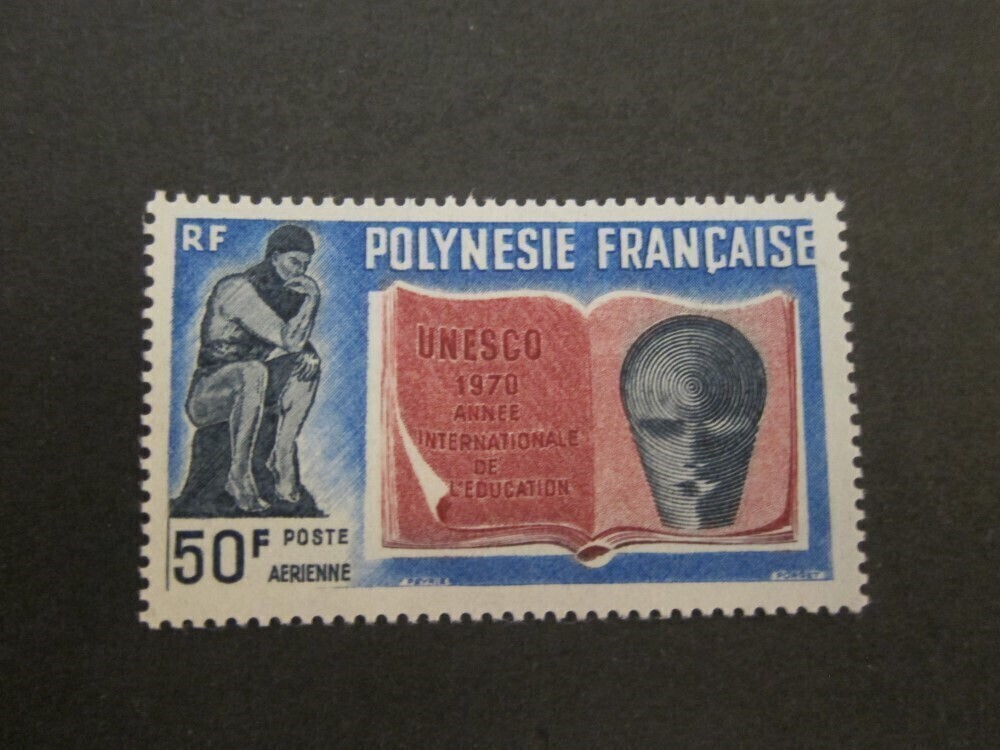 RF
POLYNESIE FRANÇAISE
UNESCO
1970
ANNEE
INTERNATIONALE
DE
L'EDUCATION
50F POSTE
AERIENNE